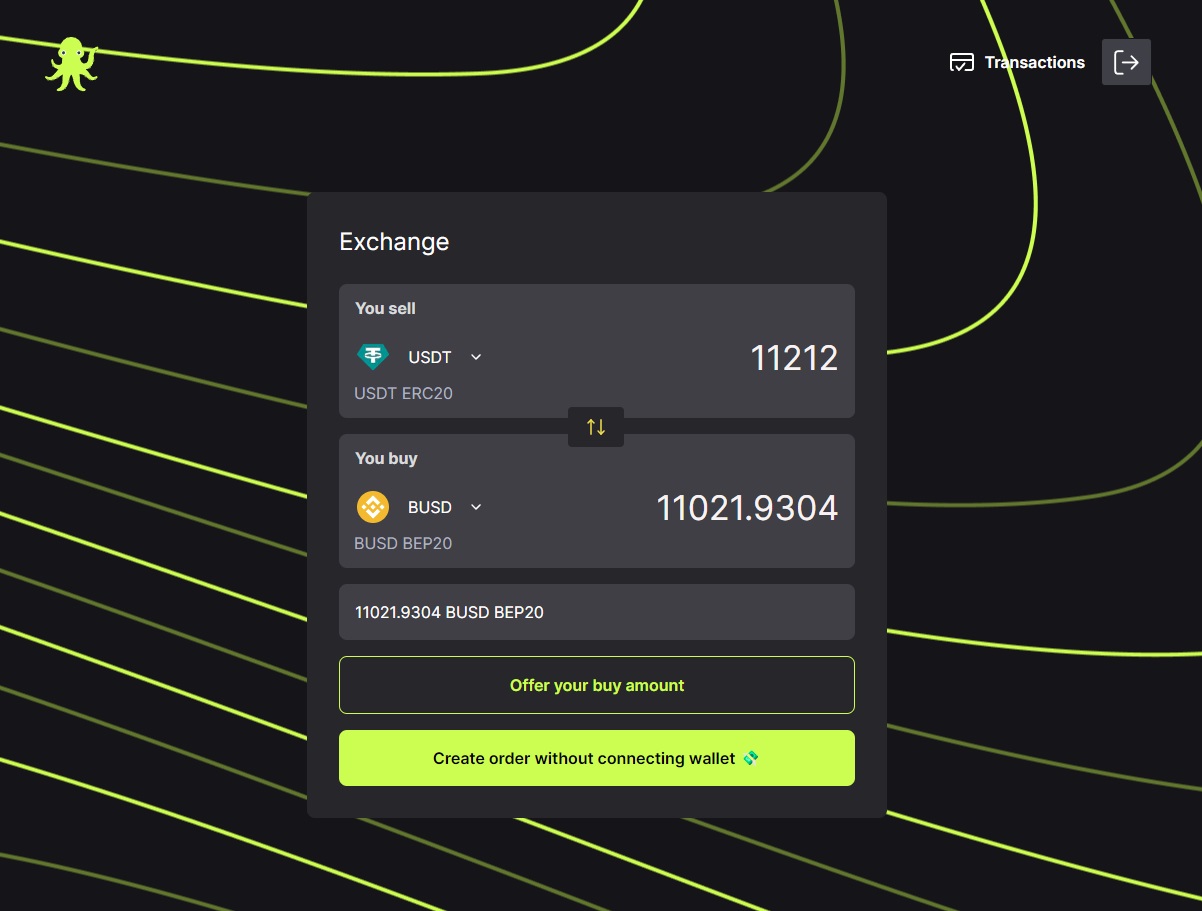 Transactions
Exchange
You sell
USDT
11212
USDT ERC20
You buy
BUSD
11021.9304
BUSD BEP20
11021.9304 BUSD BEP20
Offer your buy amount
Create order without connecting wallet 💸